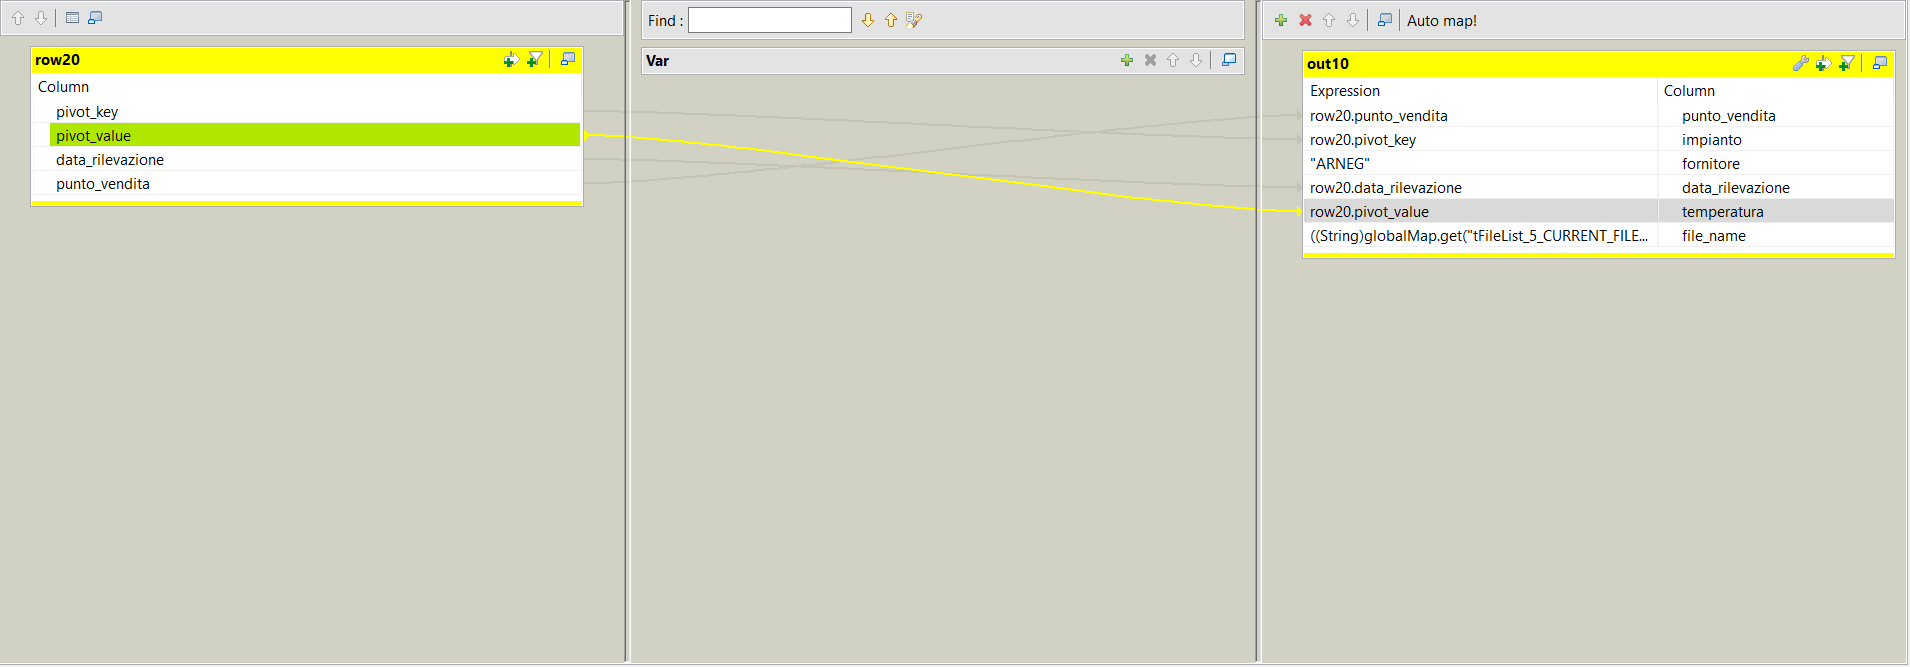 Find :
Auto map!
row20
Column
pivot_key
pivot_value
data_rilevazione
punto_vendita
Var
out10
Expression Column
row20.punto_vendita punto_vendita
row20.pivot_key impianto
"ARNEG" fornitore
row20.data_rilevazione data_rilevazione
row20.pivot_value temperatura
((String)globalMap.get("tFileList_5_CURRENT_FILE... file_name